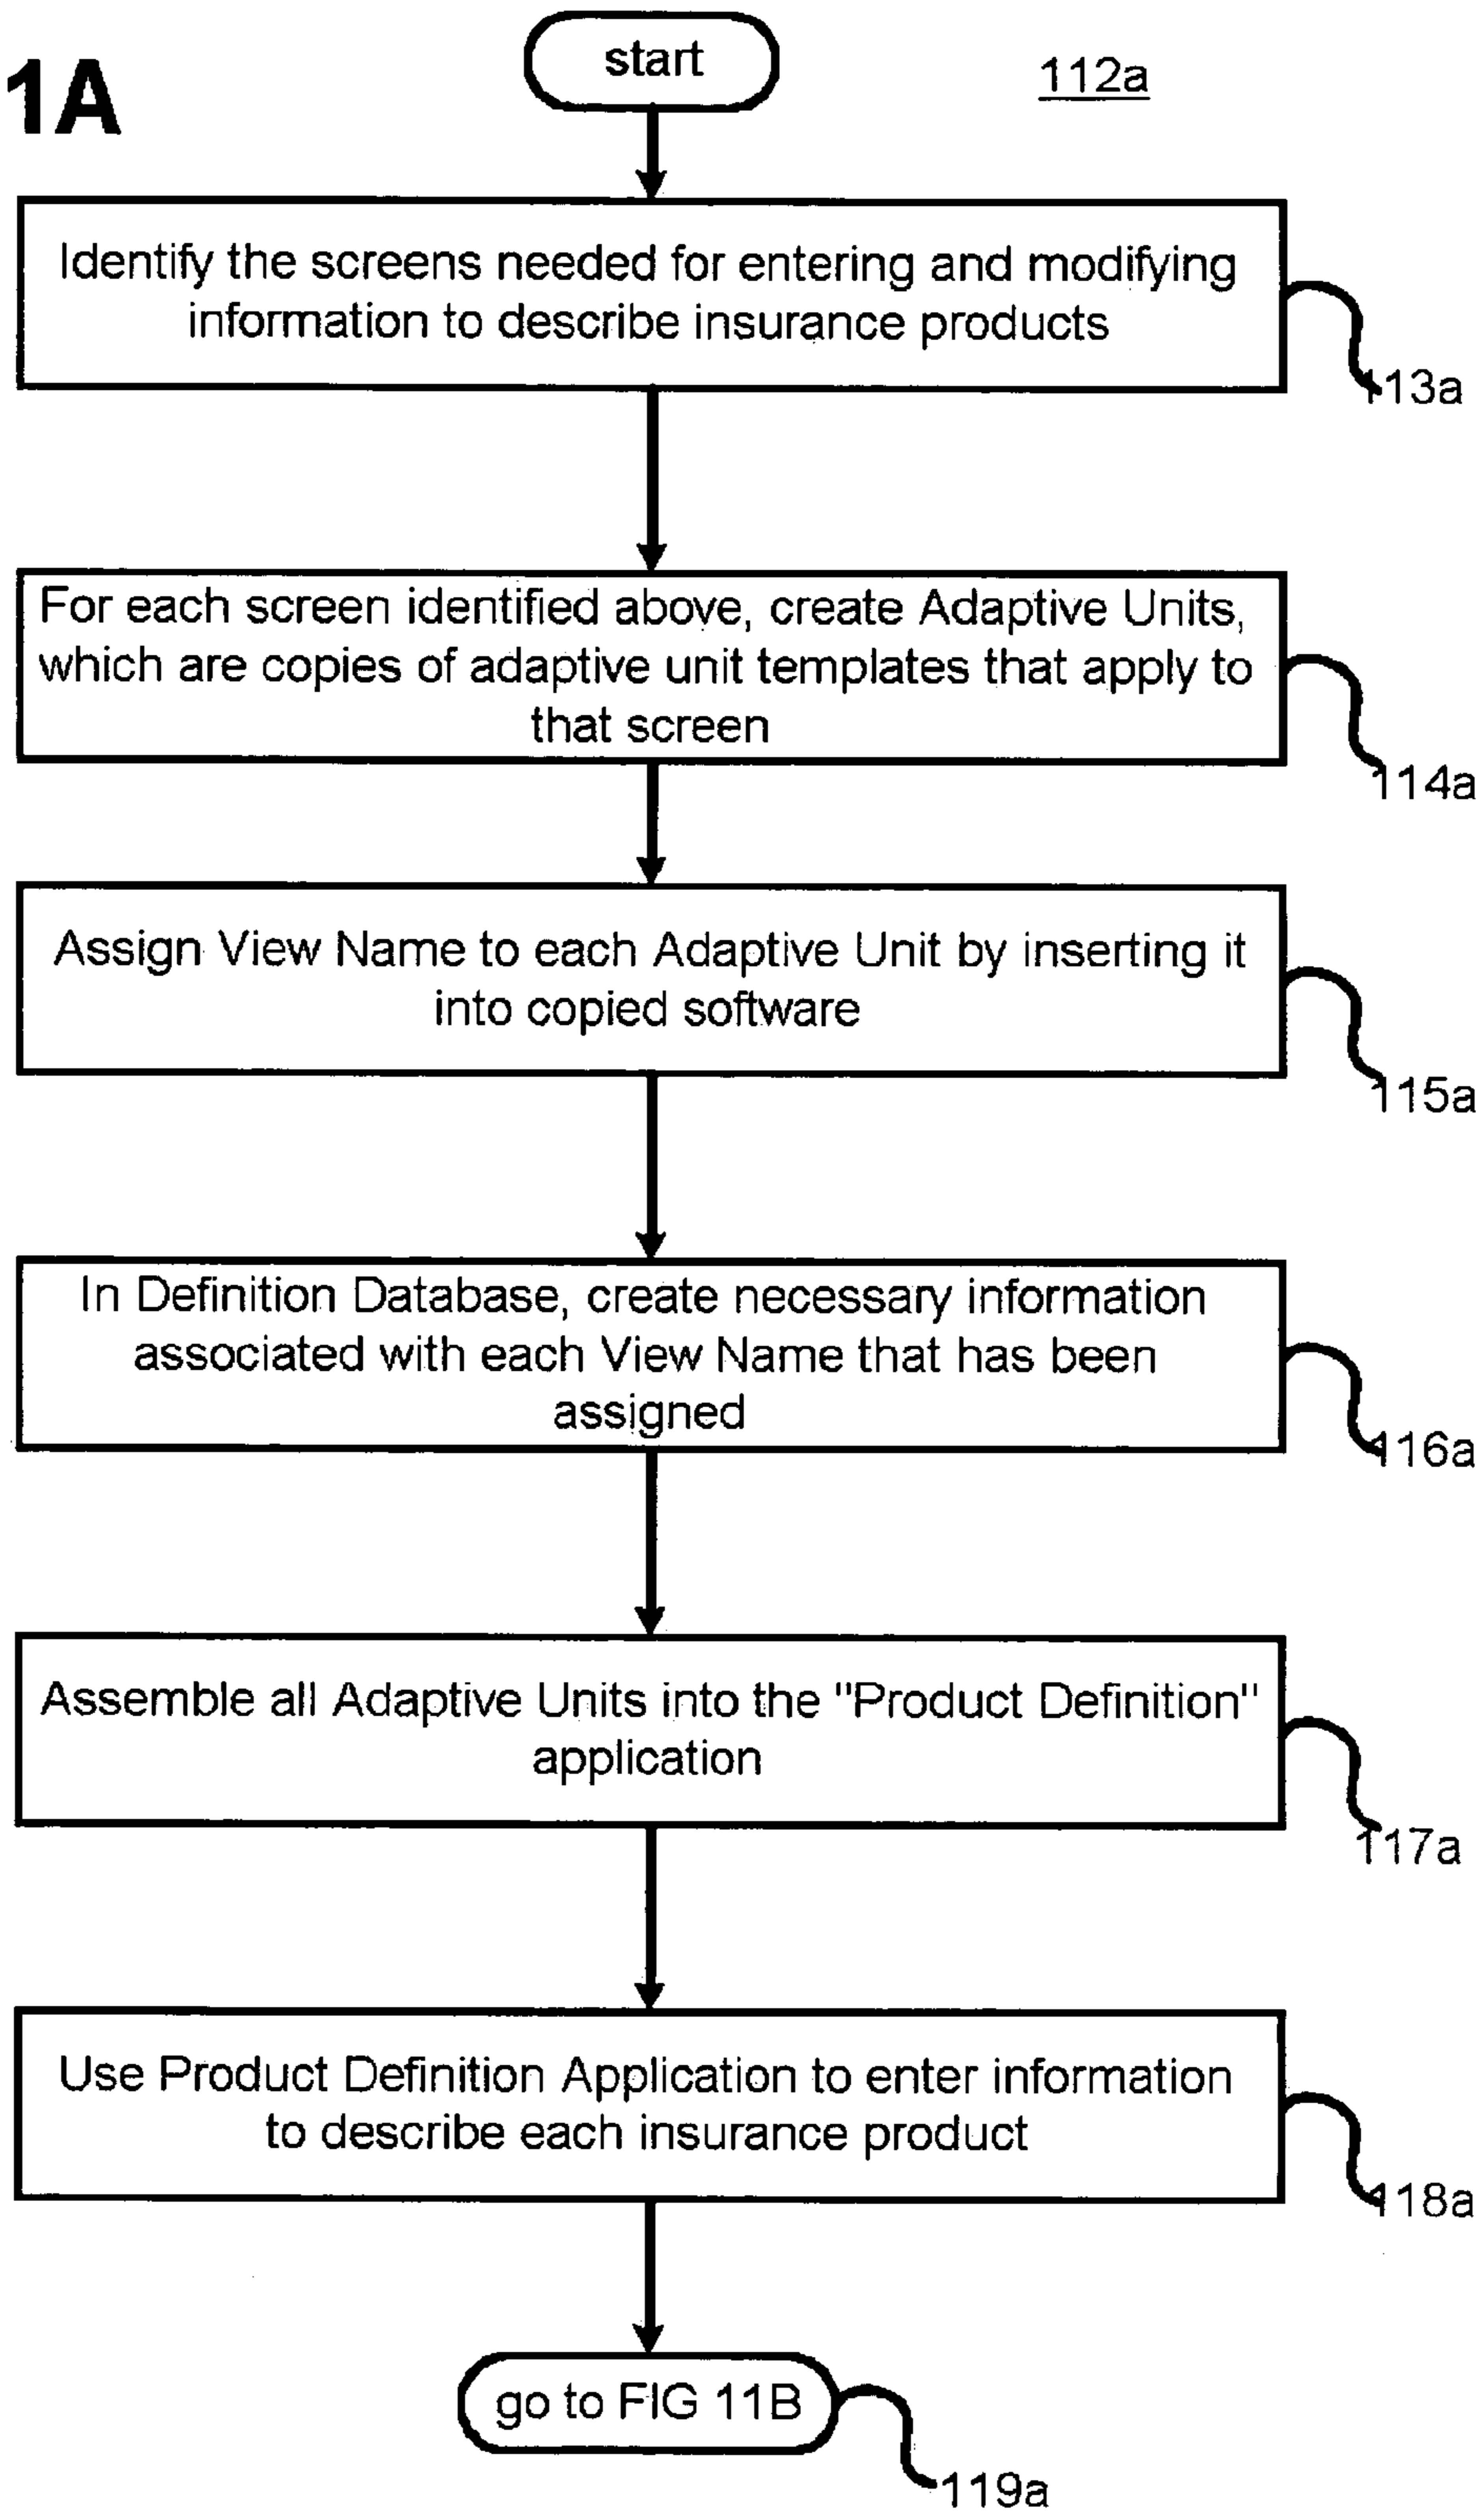 1A
start
112a
Identify the screens needed for entering and modifying
information to describe insurance products
113a
For each screen identified above, create Adaptive Units,
which are copies of adaptive unit templates that apply to
that screen
114a
Assign View Name to each Adaptive Unit by inserting it
into copied software
115a
In Definition Database, create necessary information
associated with each View Name that has been
assigned
116a
Assemble all Adaptive Units into the "Product Definition"
application
117a
Use Product Definition Application to enter information
to describe each insurance product
118a
go to FIG 11B
119a